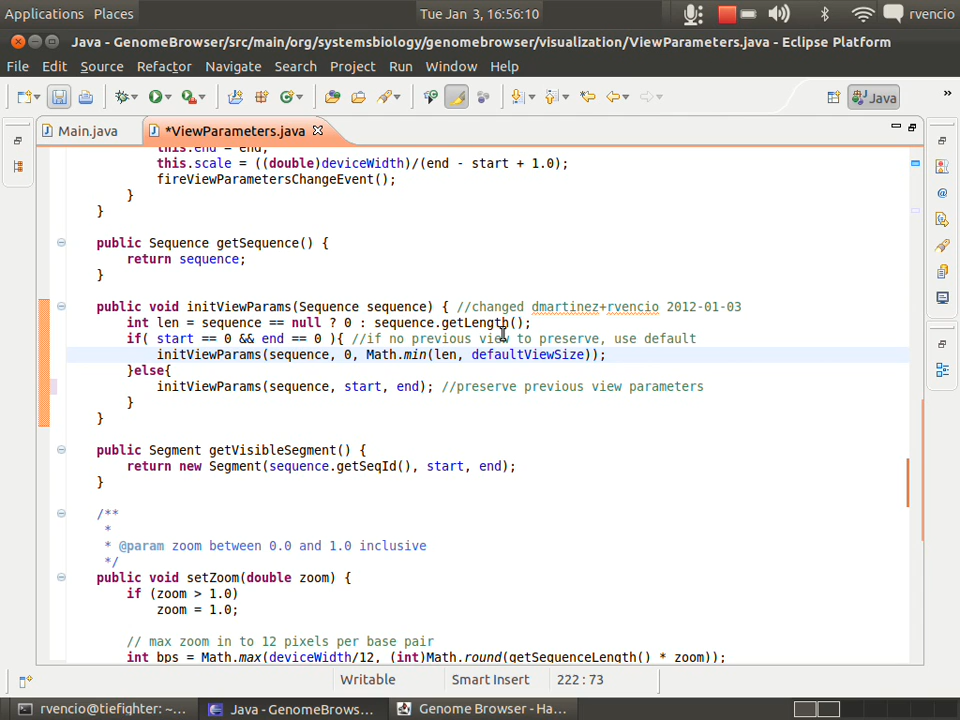 Applications Places Tue Jan 3, 16:56:10 rvencio
Java - GenomeBrowser/src/main/org/systemsbiology/genomebrowser/visualization/ViewParameters.java - Eclipse Platform
File Edit Source Refactor Navigate Search Project Run Window Help
Java »
Main.java *ViewParameters.java
this.end = end;
this.scale = ((double)deviceWidth)/(end - start + 1.0);
fireViewParametersChangeEvent();
}
}
public Sequence getSequence() {
return sequence;
}
public void initViewParams(Sequence sequence) { //changed dmartinez+rvencio 2012-01-03
int len = sequence == null ? 0 : sequence.getLength();
if( start == 0 && end == 0 ){ //if no previous view to preserve, use default
initViewParams(sequence, 0, Math.min(len, defaultViewSize));
}else{
initViewParams(sequence, start, end); //preserve previous view parameters
}
}
public Segment getVisibleSegment() {
return new Segment(sequence.getSeqId(), start, end);
}
/**
*
* @param zoom between 0.0 and 1.0 inclusive
*/
public void setZoom(double zoom) {
if (zoom > 1.0)
zoom = 1.0;
// max zoom in to 12 pixels per base pair
int bps = Math.max(deviceWidth/12, (int)Math.round(getSequenceLength() * zoom));
Writable Smart Insert 222 : 73
rvencio@tiefighter: ~... Java - GenomeBrows... Genome Browser - Ha...